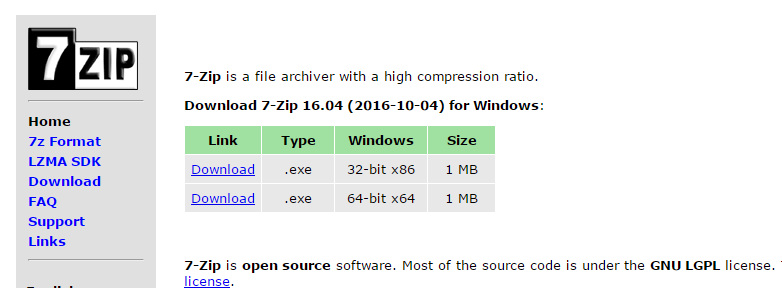 7ZIP
Home
7z Format
LZMA SDK
Download
FAQ
Support
Links
7-Zip is a file archiver with a high compression ratio.
Download 7-Zip 16.04 (2016-10-04) for Windows:
Link Type Windows Size
Download .exe 32-bit x86 1 MB
Download .exe 64-bit x64 1 MB
7-Zip is open source software. Most of the source code is under the GNU LGPL license.
license.